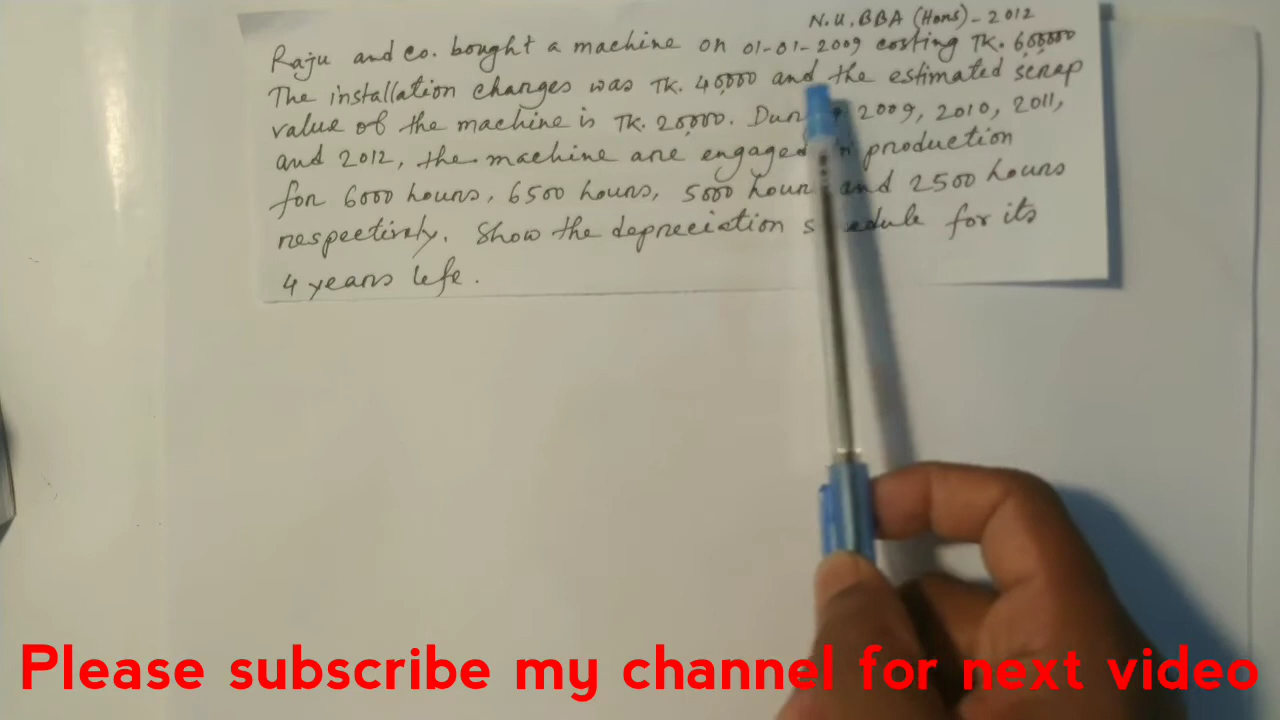 N.U. BBA (Hons) - 2012
Raju and co. bought a machine on 01-01-2009 costing TK. 6,00,000
The installation charges was TK. 40,000 and the estimated scrap
value of the machine is TK. 20,000. 2009, 2010, 2011,
and 2012, the machine are engaged production
for 6000 hours, 6500 hours, 5000 and 2500 hours
respectively. Show the depreciation for its
4 years life.
Please subscribe my channel for next video